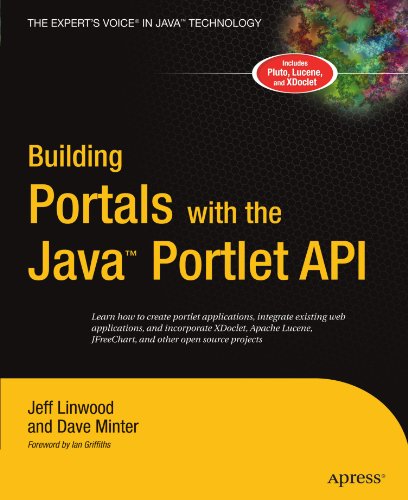 THE EXPERT'S VOICE® IN JAVA™ TECHNOLOGY
Includes
Pluto, Lucene,
and XDoclet
Building
Portals with the
Java™ Portlet API
Learn how to create portlet applications, integrate existing web
applications, and incorporate XDoclet, Apache Lucene,
JFreeChart, and other open source projects
Jeff Linwood
and Dave Minter
Foreword by Ian Griffiths
Apress®